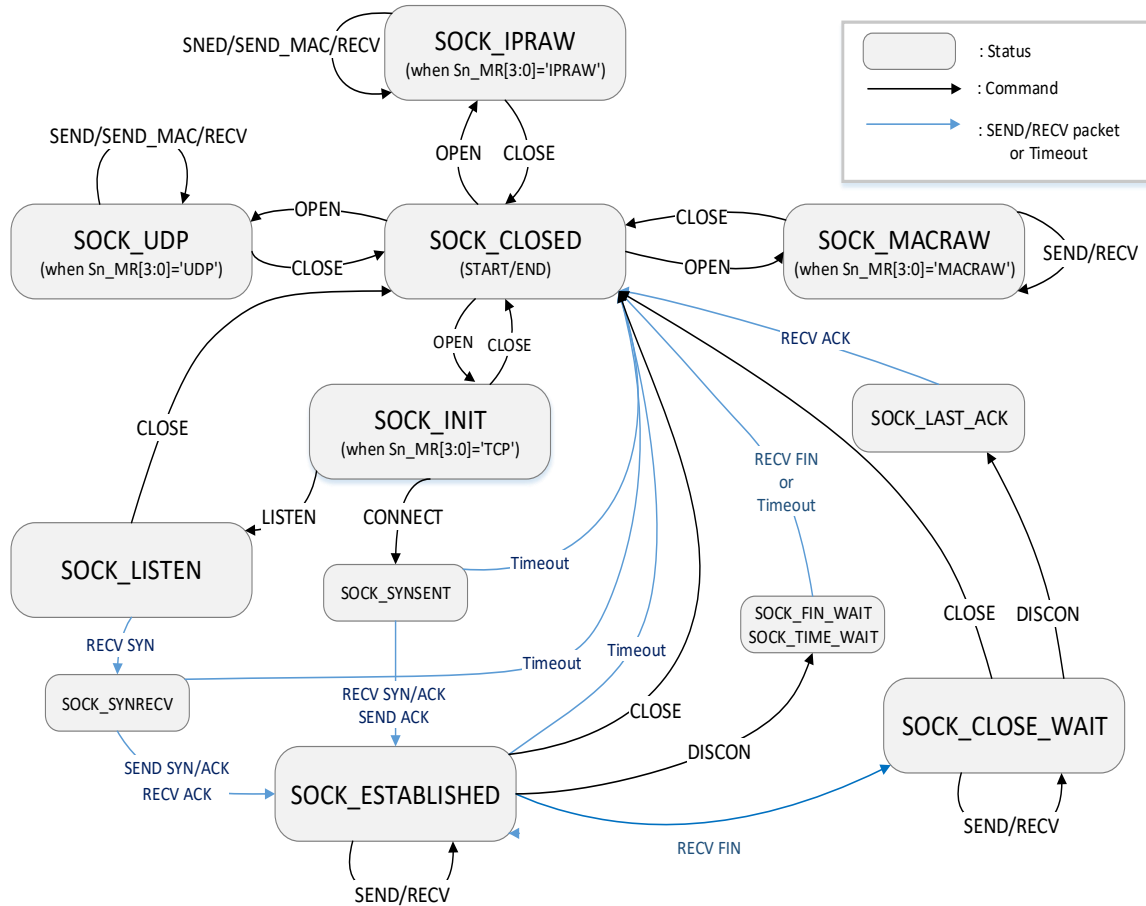 SNED/SEND_MAC/RECV
SOCK_IPRAW
(when Sn_MR[3:0]='IPRAW')
: Status
: Command
: SEND/RECV packet
or Timeout
SEND/SEND_MAC/RECV
OPEN
CLOSE
OPEN
CLOSE
SOCK_UDP
(when Sn_MR[3:0]='UDP')
CLOSE
SOCK_CLOSED
(START/END)
OPEN
SOCK_MACRAW
(when Sn_MR[3:0]='MACRAW')
SEND/RECV
OPEN
CLOSE
RECV ACK
SOCK_INIT
(when Sn_MR[3:0]='TCP')
SOCK_LAST_ACK
CLOSE
RECV FIN
or
Timeout
LISTEN
CONNECT
SOCK_LISTEN
Timeout
SOCK_SYNSENT
SOCK_FIN_WAIT
SOCK_TIME_WAIT
CLOSE
DISCON
RECV SYN
Timeout
Timeout
SOCK_SYNRECV
RECV SYN/ACK
SEND ACK
CLOSE
SOCK_CLOSE_WAIT
DISCON
SEND SYN/ACK
RECV ACK
SOCK_ESTABLISHED
SEND/RECV
RECV FIN
SEND/RECV